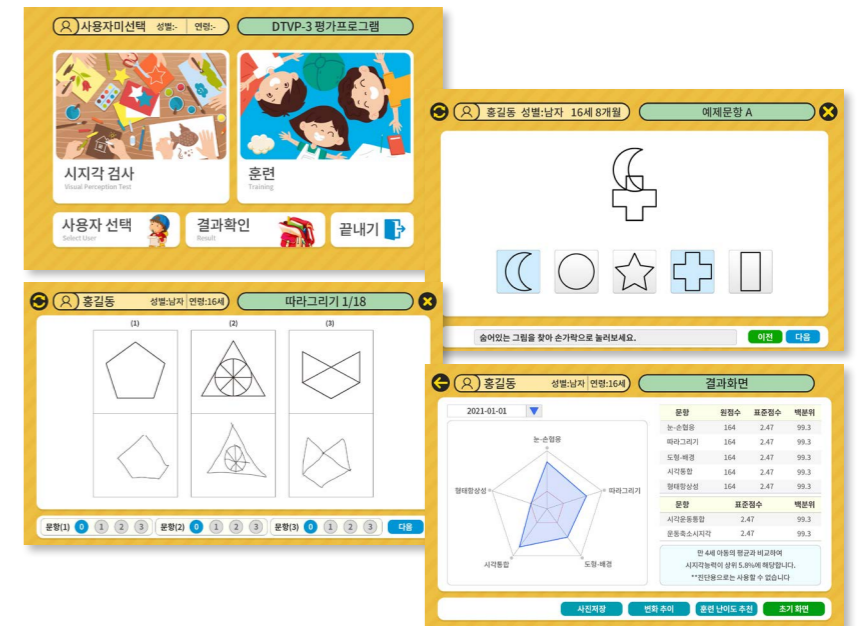 사용자미선택 성별:- 연령:-
DTVP-3 평가프로그램
시지각 검사
Visual Perception Test
훈련
Training
사용자 선택
Select User
결과확인
Result
끝내기
홍길동 성별:남자 16세 8개월
예제문항 A
숨어있는 그림을 찾아 손가락으로 눌러보세요.
이전
다음
홍길동 성별:남자 연령:16세
따라그리기 1/18
(1) (2) (3)
문항(1) 0 1 2 3 문항(2) 0 1 2 3 문항(3) 0 1 2 3 다음
홍길동 성별:남자 연령:16세
결과화면
2021-01-01
눈-손협응
따라그리기
도형-배경
시각통합
형태항상성
문항 원점수 표준점수 백분위
눈-손협응 164 2.47 99.3
따라그리기 164 2.47 99.3
도형-배경 164 2.47 99.3
시각통합 164 2.47 99.3
형태항상성 164 2.47 99.3
문항 표준점수 백분위
시각운동통합 2.47 99.3
운동축소시지각 2.47 99.3
만 4세 아동의 평균과 비교하여
시지각능력이 상위 5.8%에 해당합니다.
**진단용으로는 사용할 수 없습니다
사진저장
변화 추이
훈련 난이도 추천
초기 화면